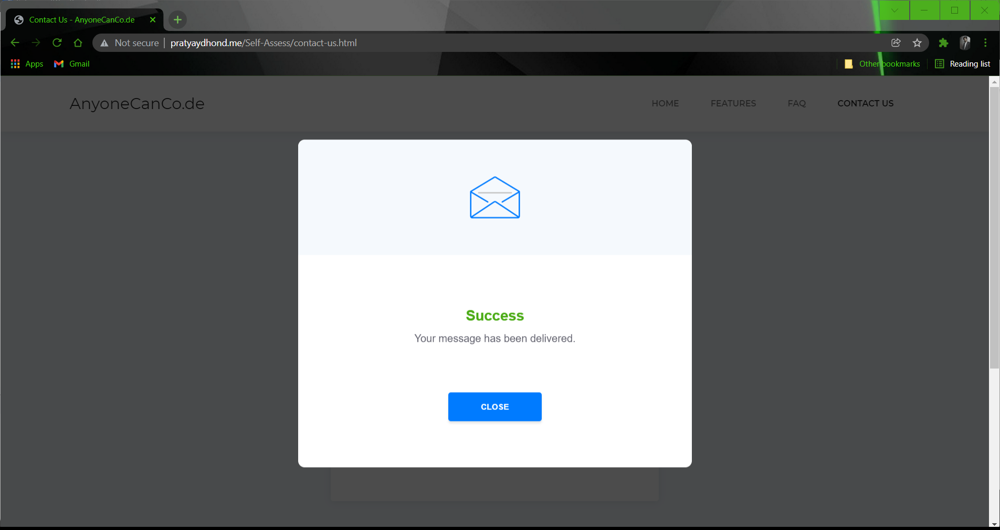 Contact Us - AnyoneCanCo.de
Not secure | pratyaydhond.me/Self-Assess/contact-us.html
Apps Gmail Other bookmarks Reading list
AnyoneCanCo.de HOME FEATURES FAQ CONTACT US
Success
Your message has been delivered.
CLOSE